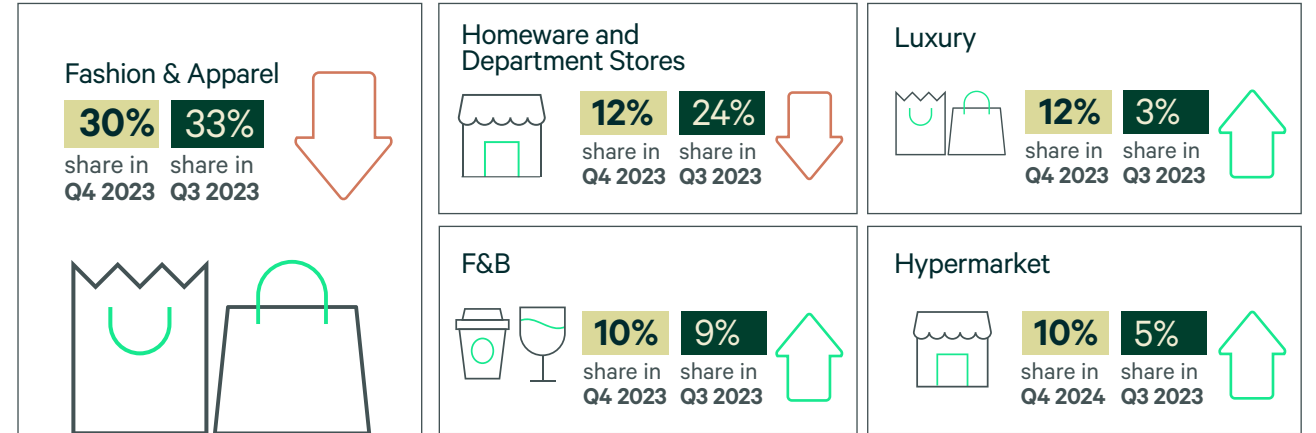 Fashion & Apparel
30% 33%
share in share in
Q4 2023 Q3 2023
Homeware and
Department Stores
12% 24%
share in share in
Q4 2023 Q3 2023
Luxury
12% 3%
share in share in
Q4 2023 Q3 2023
F&B
10% 9%
share in share in
Q4 2023 Q3 2023
Hypermarket
10% 5%
share in share in
Q4 2024 Q3 2023